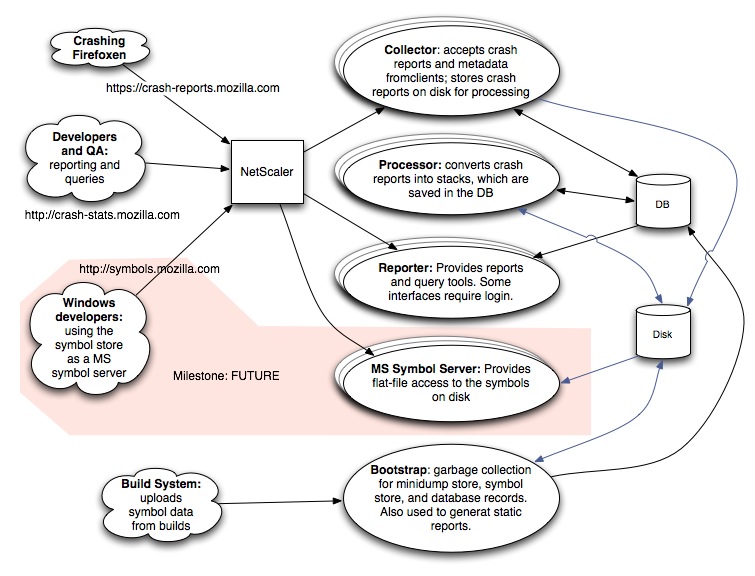 Crashing
Firefoxen
https://crash-reports.mozilla.com
Developers
and QA:
reporting and
queries
http://crash-stats.mozilla.com
NetScaler
Collector: accepts crash
reports and metadata
fromclients; stores crash
reports on disk for processing
Processor: converts crash
reports into stacks, which are
saved in the DB
DB
http://symbols.mozilla.com
Reporter: Provides reports
and query tools. Some
interfaces require login.
Windows
developers:
using the
symbol store
as a MS
symbol server
Milestone: FUTURE
MS Symbol Server: Provides
flat-file access to the symbols
on disk
Disk
Build System:
uploads
symbol data
from builds
Bootstrap: garbage collection
for minidump store, symbol
store, and database records.
Also used to generat static
reports.